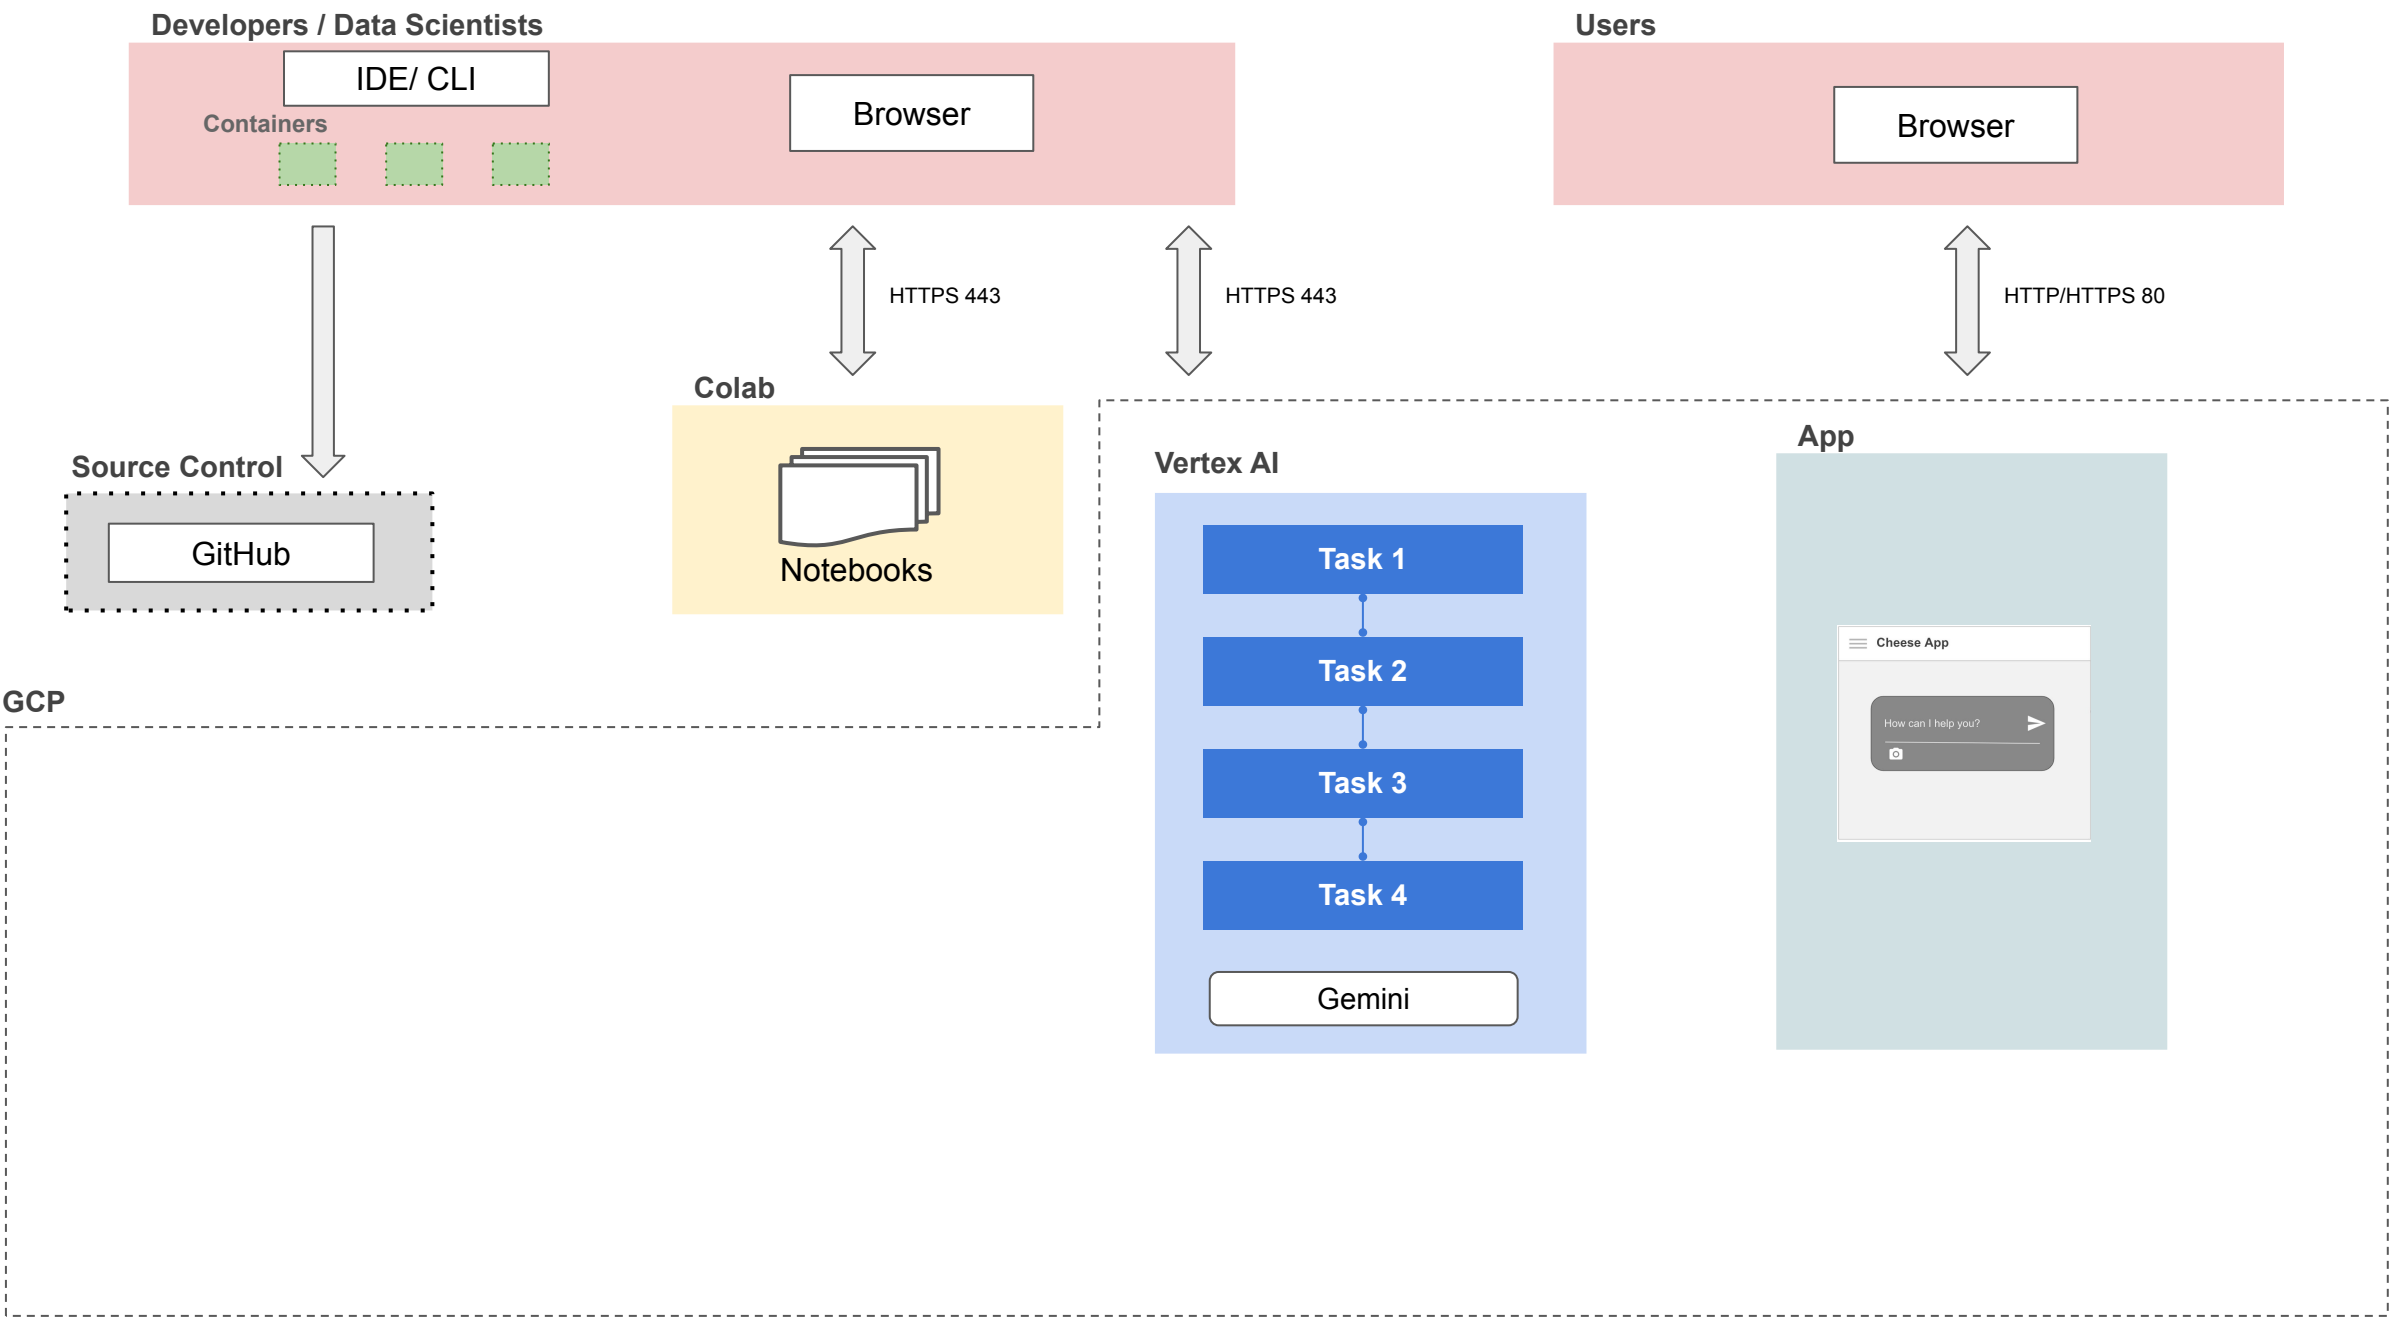 Developers / Data Scientists
Users
IDE/ CLI
Containers
Browser
Browser
HTTPS 443
HTTPS 443
HTTP/HTTPS 80
Source Control
GitHub
Colab
Notebooks
GCP
Vertex AI
Task 1
Task 2
Task 3
Task 4
Gemini
App
Cheese App
How can I help you?